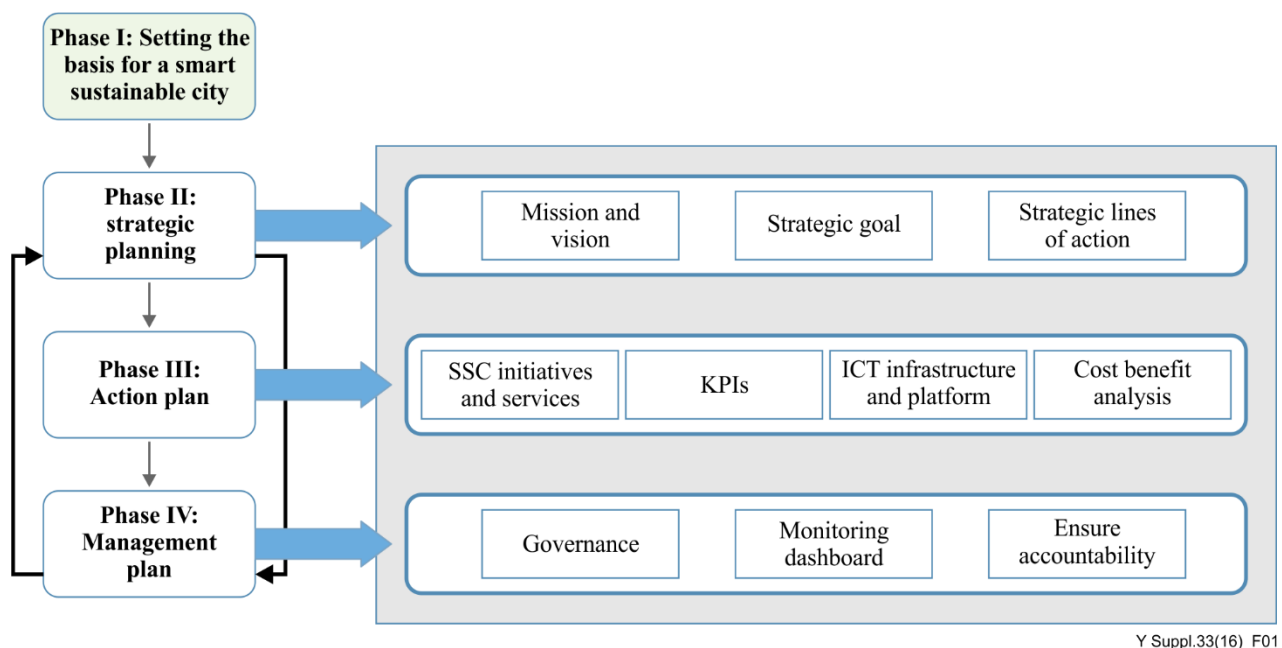 Phase I: Setting the
basis for a smart
sustainable city
Phase II:
strategic
planning
Mission and
vision
Strategic goal
Strategic lines
of action
Phase III:
Action plan
SSC initiatives
and services
KPIs
ICT infrastructure
and platform
Cost benefit
analysis
Phase IV:
Management
plan
Governance
Monitoring
dashboard
Ensure
accountability
Y Suppl.33(16)_F01